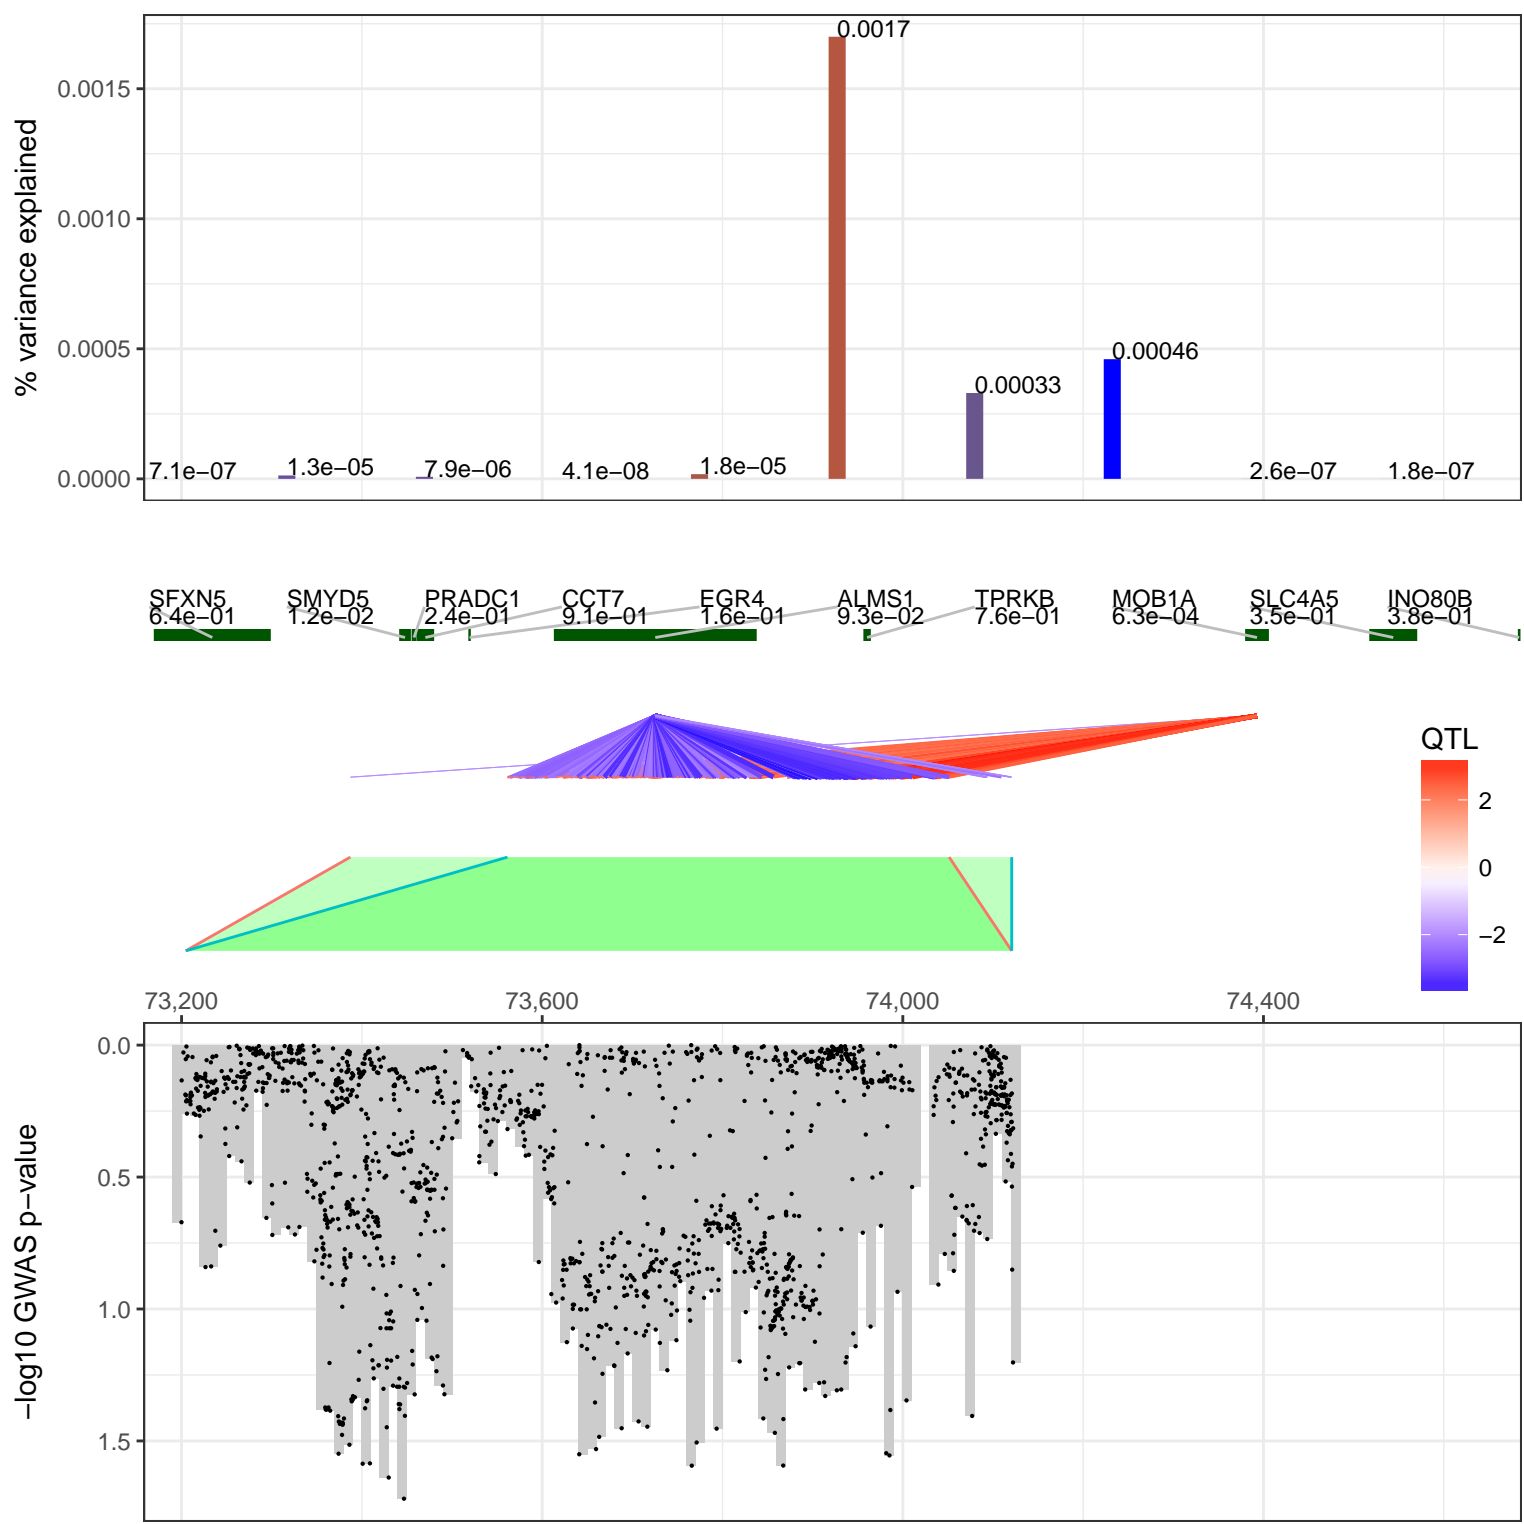 % variance explained
0.0015
0.0010
0.0005
0.0000
0.0017
0.00046
0.00033
7.1e−07
1.3e−05
7.9e−06
4.1e−08
1.8e−05
2.6e−07
1.8e−07
SFXN5 SMYD5 PRADC1 CCT7 EGR4 ALMS1 TPRKB MOB1A SLC4A5 INO80B
6.4e−01 1.2e−02 2.4e−01 9.1e−01 1.6e−01 9.3e−02 7.6e−01 6.3e−04 3.5e−01 3.8e−01
QTL
2
0
−2
73,200 73,600 74,000 74,400
−log10 GWAS p−value
0.0
0.5
1.0
1.5